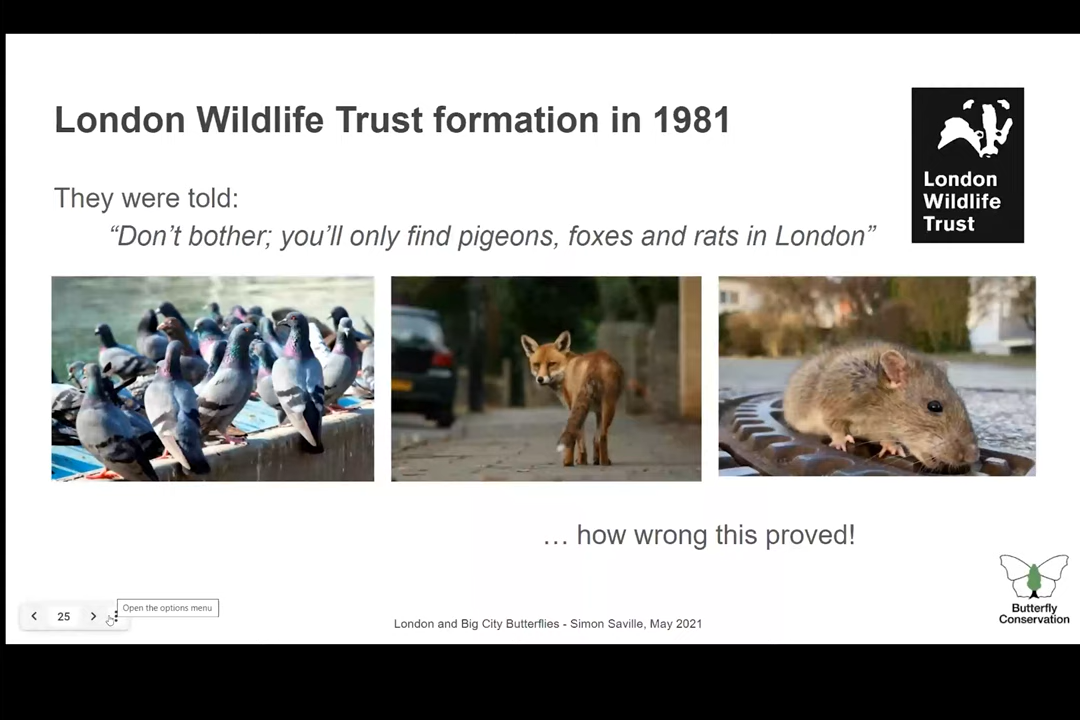 London Wildlife Trust formation in 1981
London
Wildlife
Trust
They were told:
“Don’t bother; you’ll only find pigeons, foxes and rats in London”
… how wrong this proved!
25
Open the options menu
London and Big City Butterflies - Simon Saville, May 2021
Butterfly
Conservation